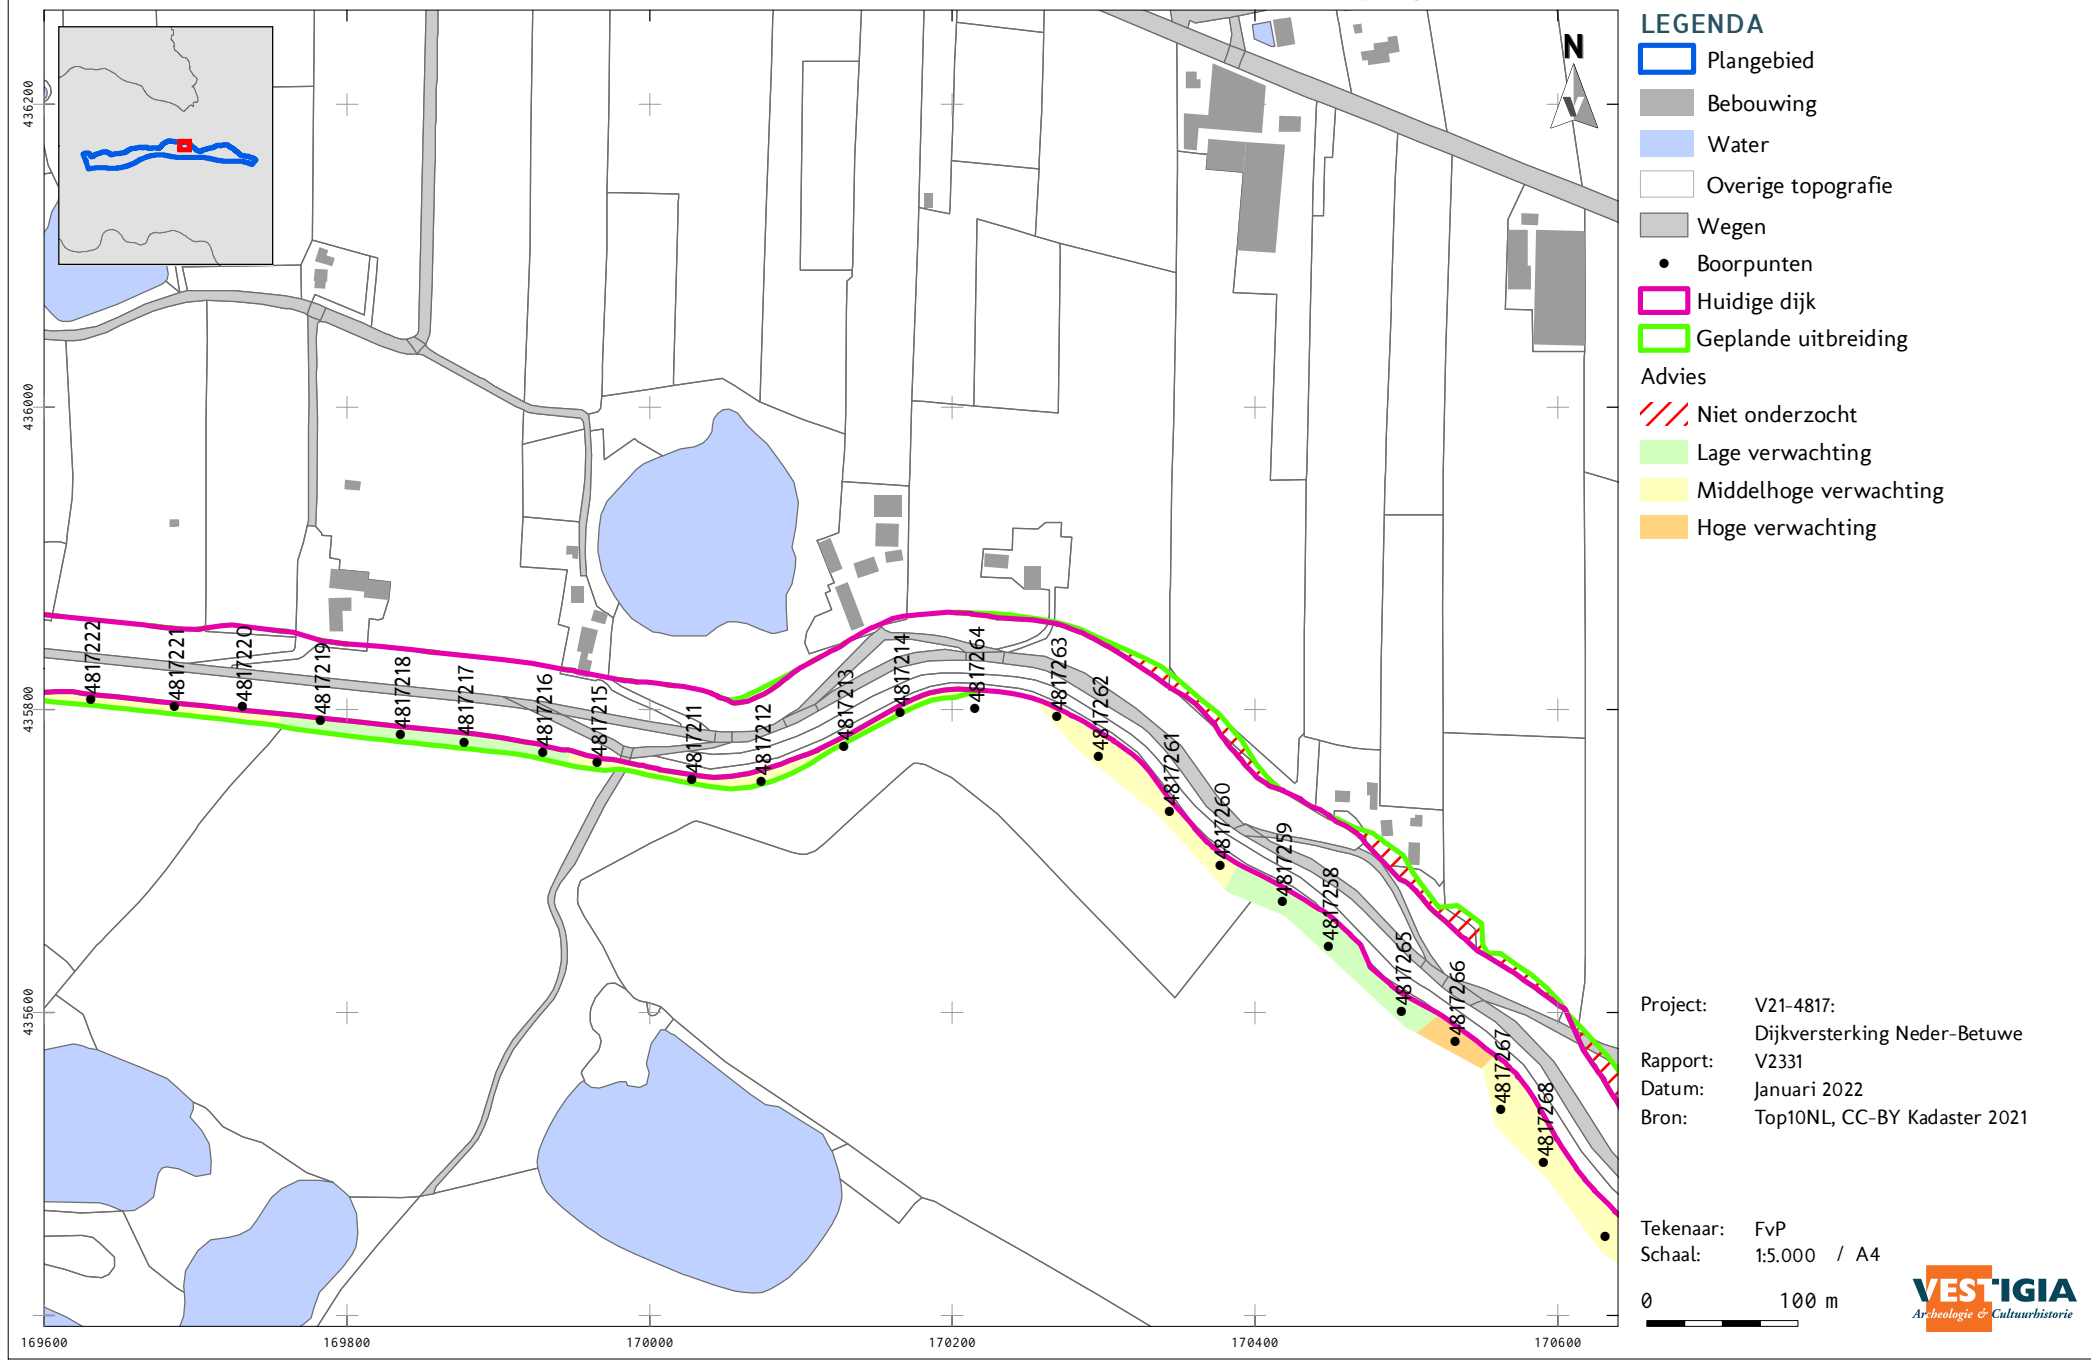 LEGENDA
Plangebied
Bebouwing
Water
Overige topografie
Wegen
Boorpunten
Huidige dijk
Geplande uitbreiding
Advies
Niet onderzocht
Lage verwachting
Middelhoge verwachting
Hoge verwachting
Project: V21-4817:
Dijkversterking Neder-Betuwe
Rapport: V2331
Datum: Januari 2022
Bron: Top10NL, CC-BY Kadaster 2021
Tekenaar: FvP
Schaal: 1:5.000 / A4
0 100 m
VESTIGIA
Archeologie & Cultuurhistorie
N
436200
436000
435800
435600
169600
169800
170000
170200
170400
170600
4817222
4817221
4817220
4817219
4817218
4817217
4817216
4817215
4817211
4817212
4817213
4817214
4817264
4817263
4817262
4817261
4817260
4817259
4817258
4817265
4817266
4817267
4817268